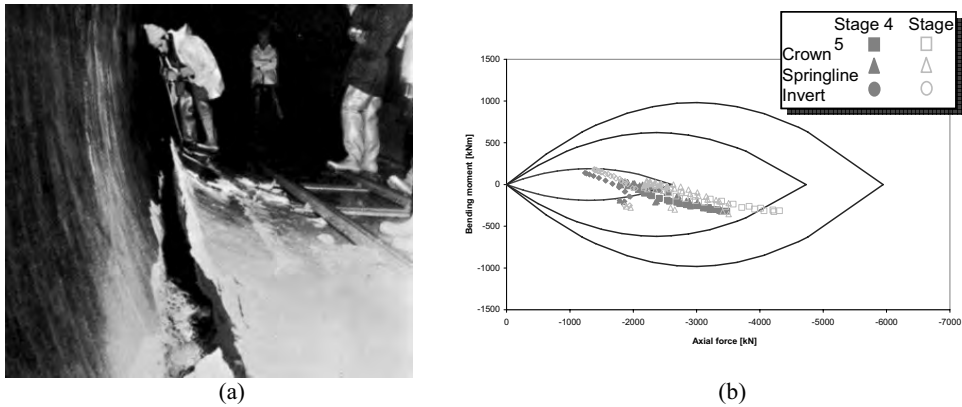 Stage 4 Stage
5
Crown
Springline
Invert
1500
1000
500
0
-500
-1000
-1500
Bending moment [kNm]
0 -1000 -2000 -3000 -4000 -5000 -6000 -7000
Axial force [kN]
(a) (b)